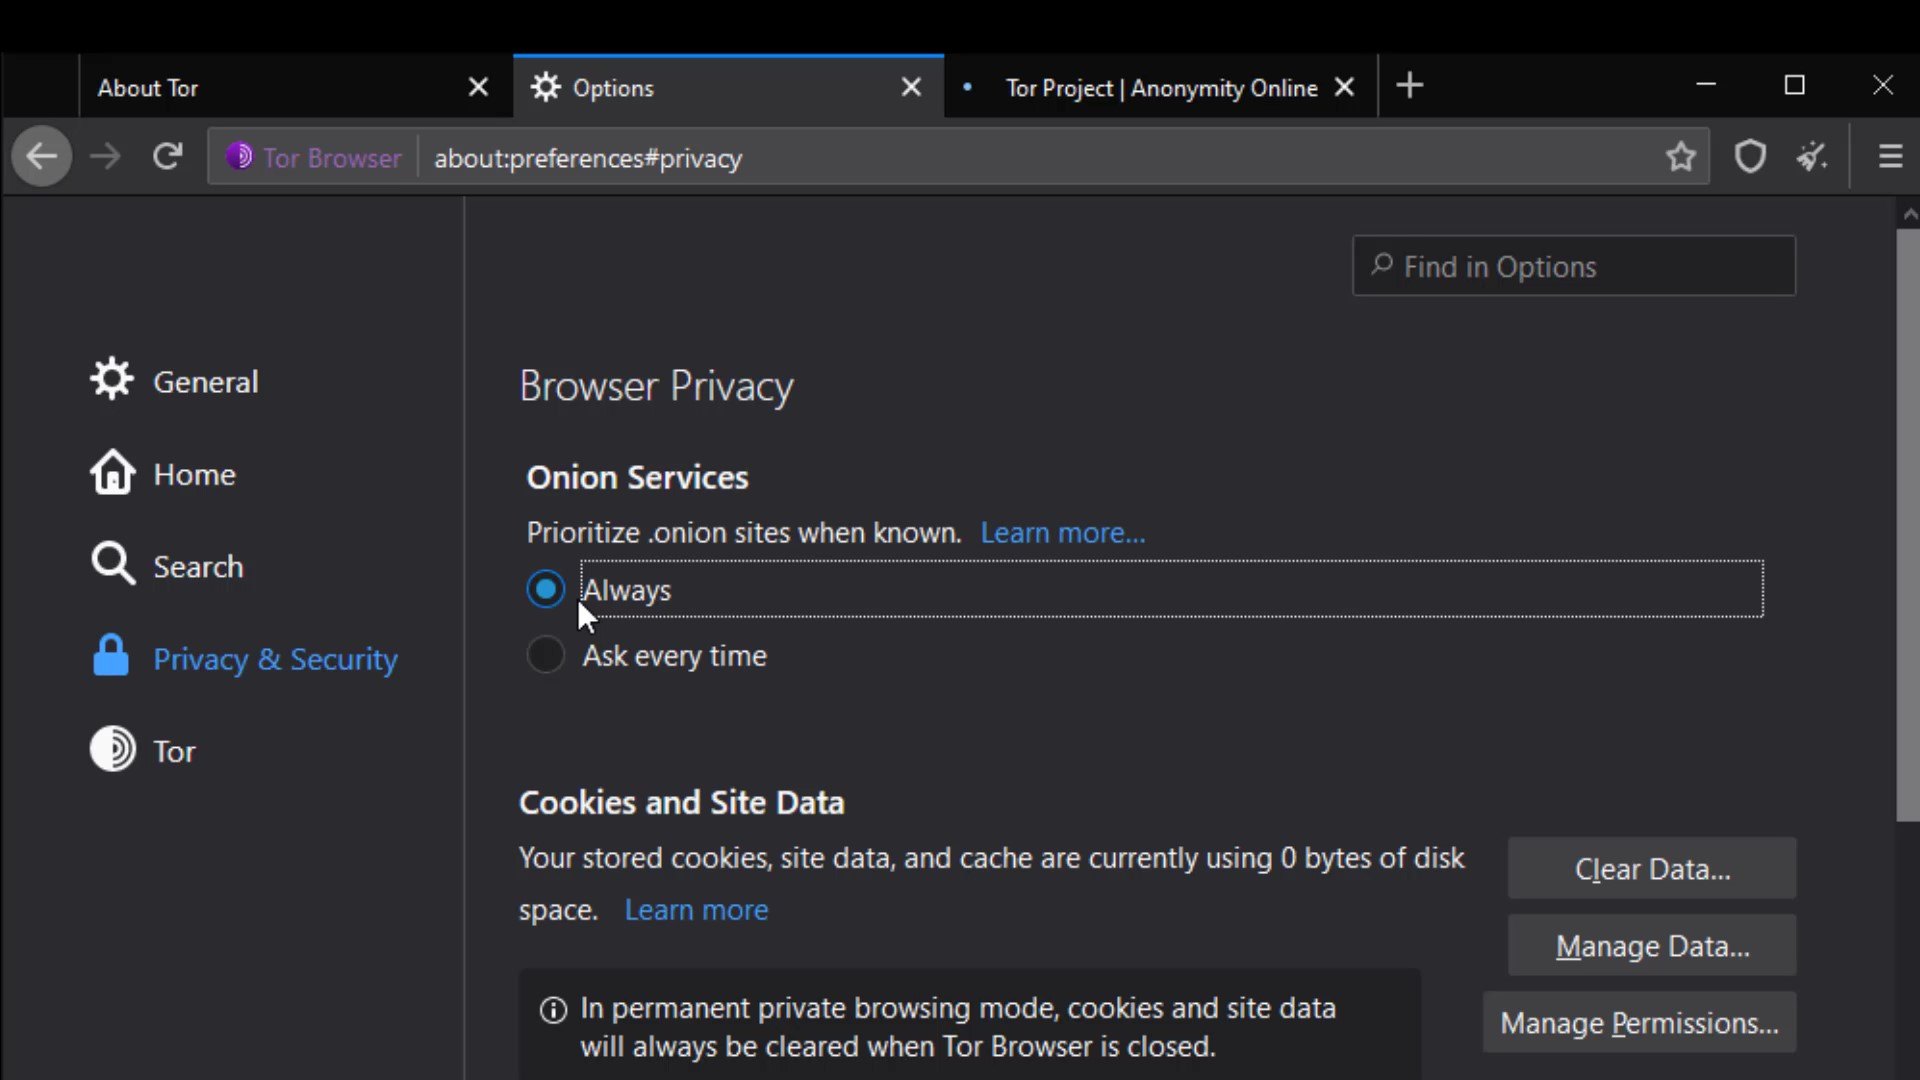 About Tor
Options
Tor Project | Anonymity Online
Tor Browser
about:preferences#privacy
Find in Options
General
Home
Search
Privacy & Security
Tor
Browser Privacy
Onion Services
Prioritize .onion sites when known. Learn more...
Always
Ask every time
Cookies and Site Data
Your stored cookies, site data, and cache are currently using 0 bytes of disk
space. Learn more
Clear Data...
Manage Data...
Manage Permissions...
In permanent private browsing mode, cookies and site data
will always be cleared when Tor Browser is closed.